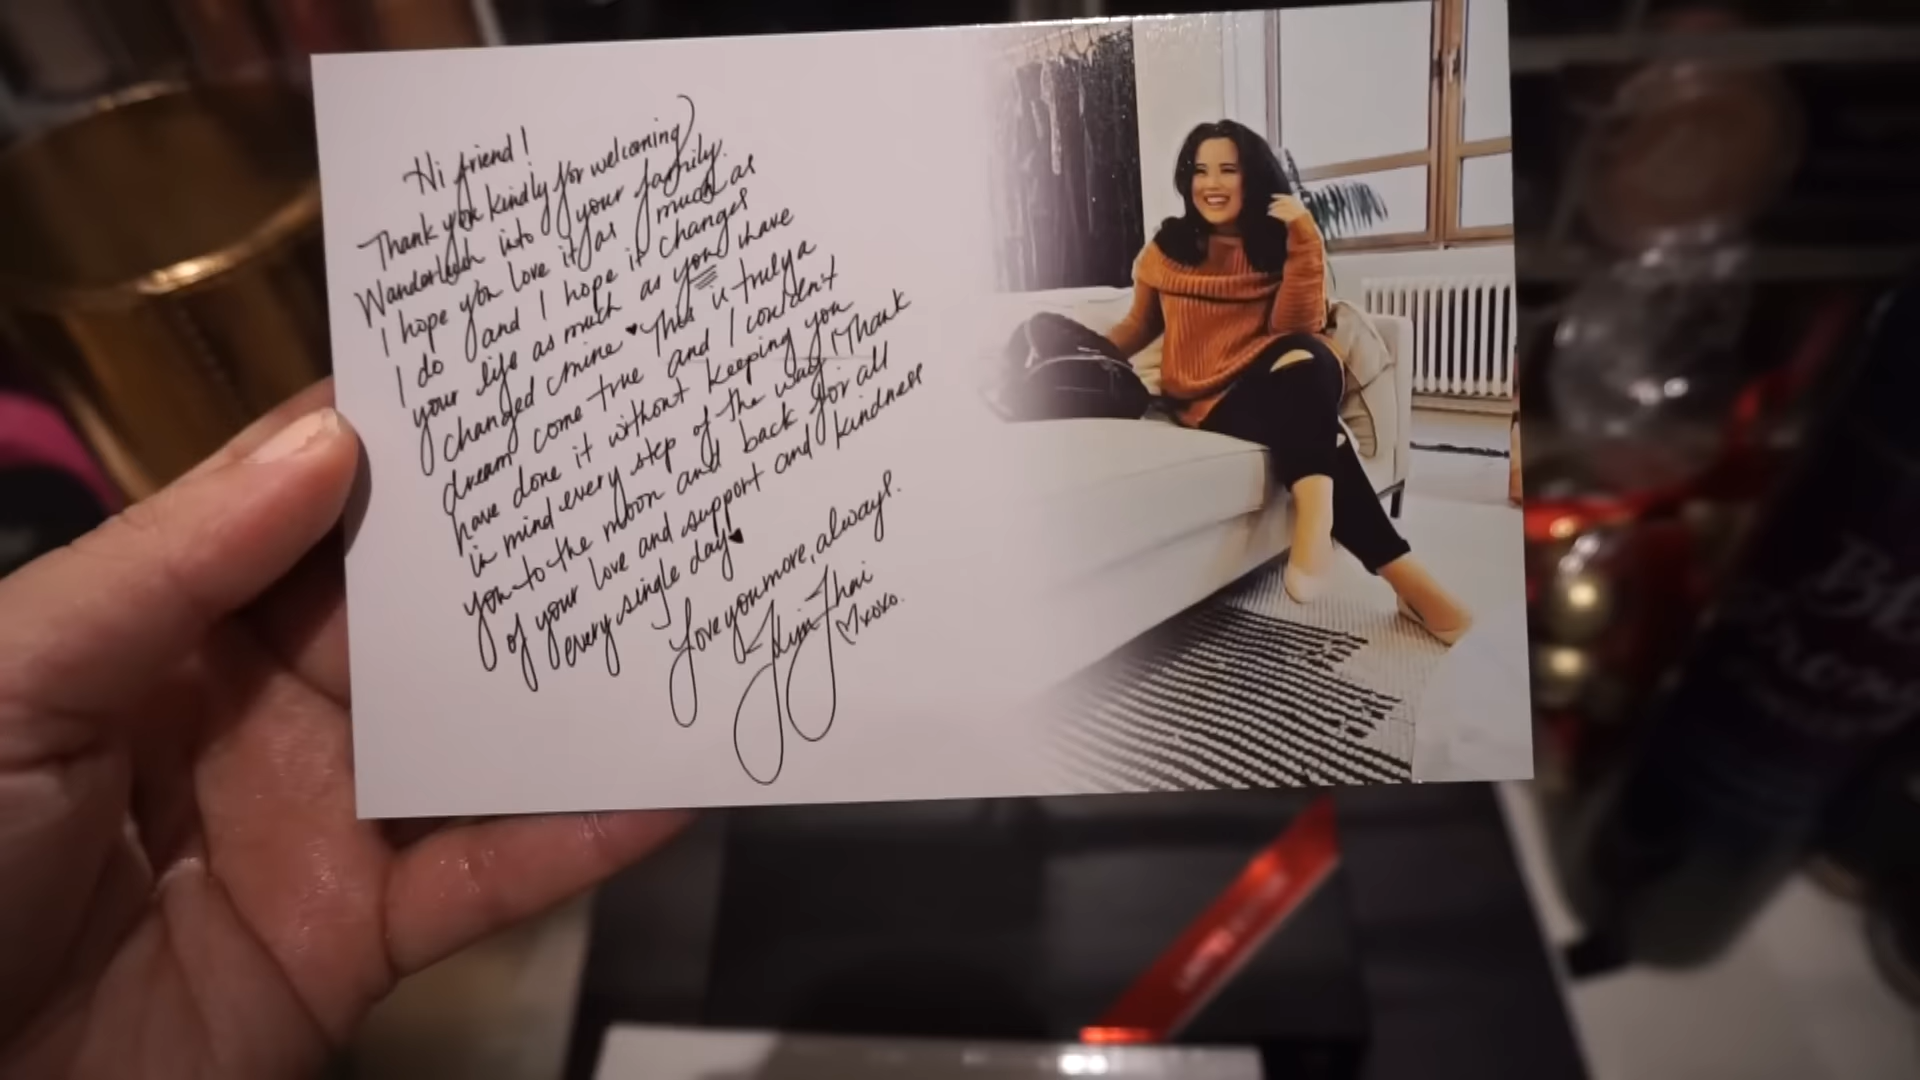 Hi friend!
Thank you kindly for welcoming
Wanderlush into your family.
I hope you love it as much as
I do and I hope it changes
your life as much as you have
changed mine ♥ This is truly a
dream come true and I couldn't
have done it without keeping you
in mind every step of the way! Thank
you to the moon and back for all
of your love and support and kindness
every single day! ♥
Love you more, always.
Thai
♡xoxo.